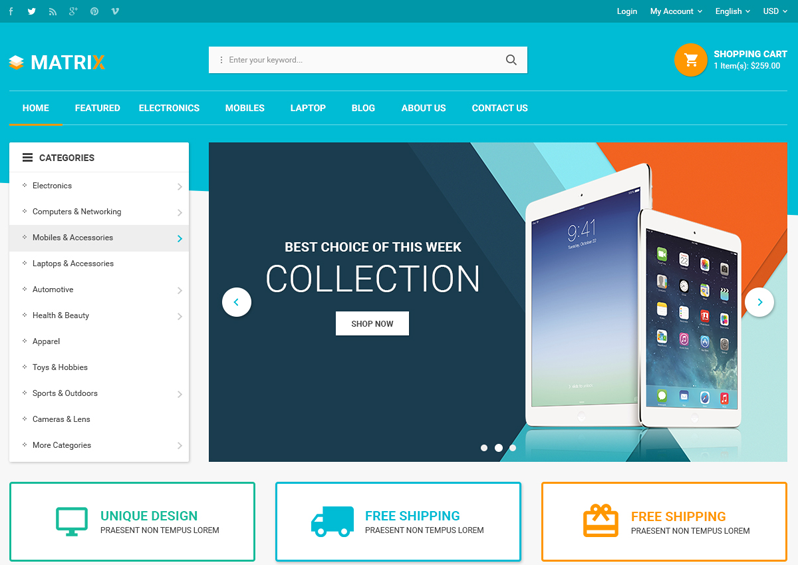 Login My Account English USD
MATRIX
Enter your keyword...
SHOPPING CART
1 Item(s): $259.00
HOME FEATURED ELECTRONICS MOBILES LAPTOP BLOG ABOUT US CONTACT US
CATEGORIES
Electronics
Computers & Networking
Mobiles & Accessories
Laptops & Accessories
Automotive
Health & Beauty
Apparel
Toys & Hobbies
Sports & Outdoors
Cameras & Lens
More Categories
BEST CHOICE OF THIS WEEK
COLLECTION
SHOP NOW
9:41
UNIQUE DESIGN
PRAESENT NON TEMPUS LOREM
FREE SHIPPING
PRAESENT NON TEMPUS LOREM
FREE SHIPPING
PRAESENT NON TEMPUS LOREM